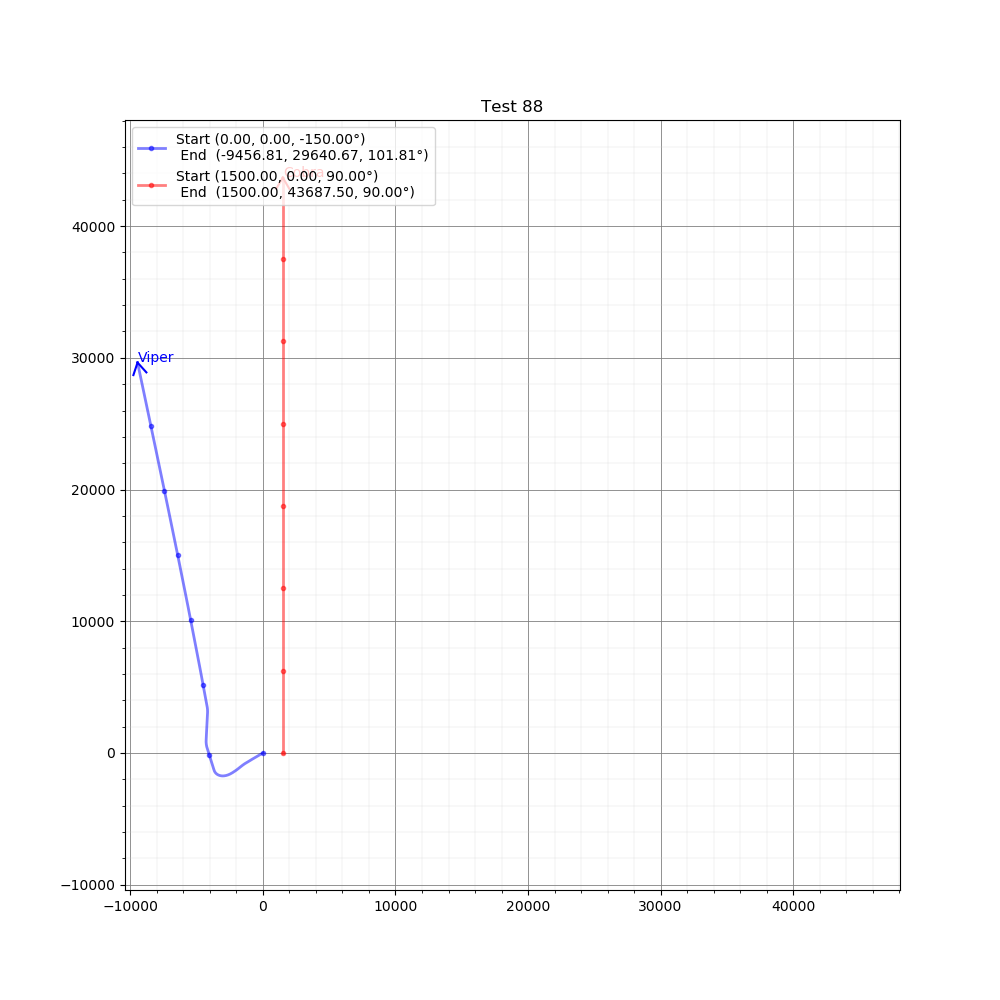 Test 88
Start (0.00, 0.00, -150.00°)
End (-9456.81, 29640.67, 101.81°)
Start (1500.00, 0.00, 90.00°)
End (1500.00, 43687.50, 90.00°)
Viper
40000
30000
20000
10000
0
−10000
−10000
0
10000
20000
30000
40000